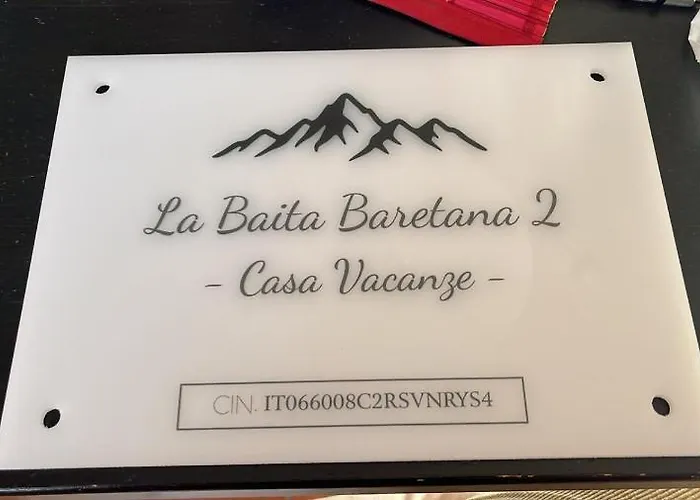 La Baita Baretana 2
- Casa Vacanze -
CIN. IT066008C2RSVNRYS4